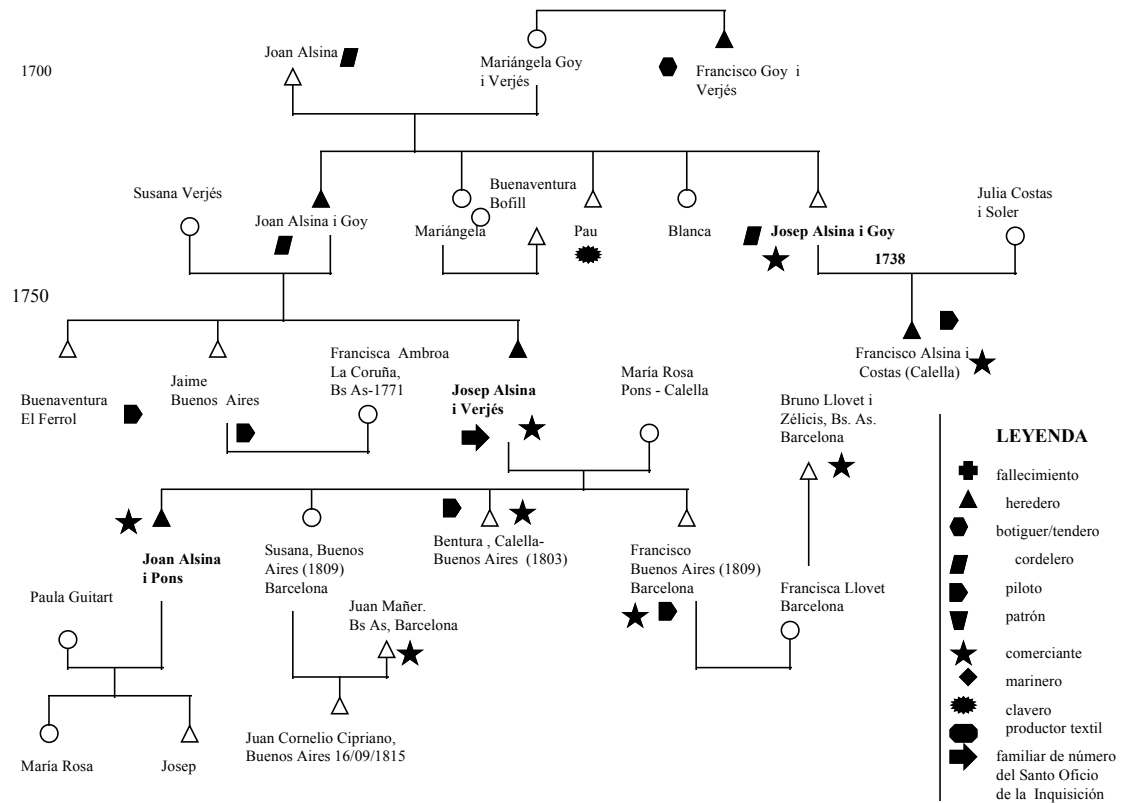 Joan Alsina
1700
Mariángela Goy
i Verjés
Francisco Goy i
Verjés
Susana Verjés
Joan Alsina i Goy
Mariángela
Buenaventura
Bofill
Pau
Blanca
Josep Alsina i Goy
Julia Costas
i Soler
1738
1750
Buenaventura
El Ferrol
Jaime
Buenos Aires
Francisca Ambroa
La Coruña,
Bs As-1771
Josep Alsina
i Verjés
María Rosa
Pons - Calella
Francisco Alsina i
Costas (Calella)
Bruno Llovet i
Zélicis, Bs. As.
Barcelona
Joan Alsina
i Pons
Susana, Buenos
Aires (1809)
Barcelona
Bentura , Calella-
Buenos Aires (1803)
Francisco
Buenos Aires (1809)
Barcelona
Francisca Llovet
Barcelona
Paula Guitart
Juan Mañer.
Bs As, Barcelona
María Rosa
Josep
Juan Cornelio Cipriano,
Buenos Aires 16/09/1815
LEYENDA
fallecimiento
heredero
botiguer/tendero
cordelero
piloto
patrón
comerciante
marinero
clavero
productor textil
familiar de número
del Santo Oficio
de la Inquisición